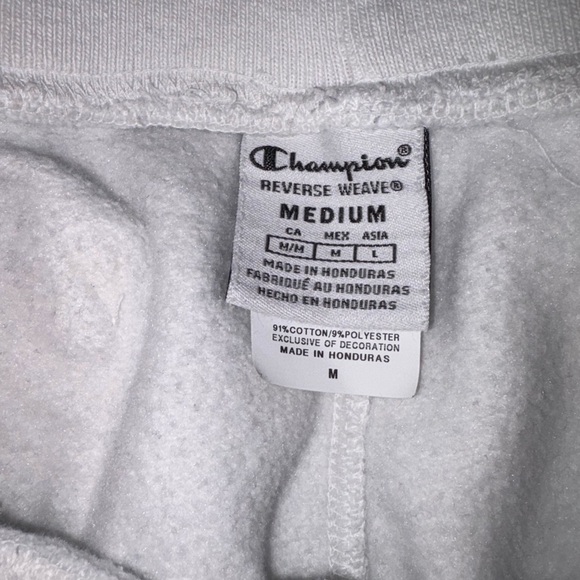 Champion®
REVERSE WEAVE®
MEDIUM
CA MEX ASIA
M/M M L
MADE IN HONDURAS
FABRIQUÉ AU HONDURAS
HECHO EN HONDURAS
91%COTTON/9%POLYESTER
EXCLUSIVE OF DECORATION
MADE IN HONDURAS
M